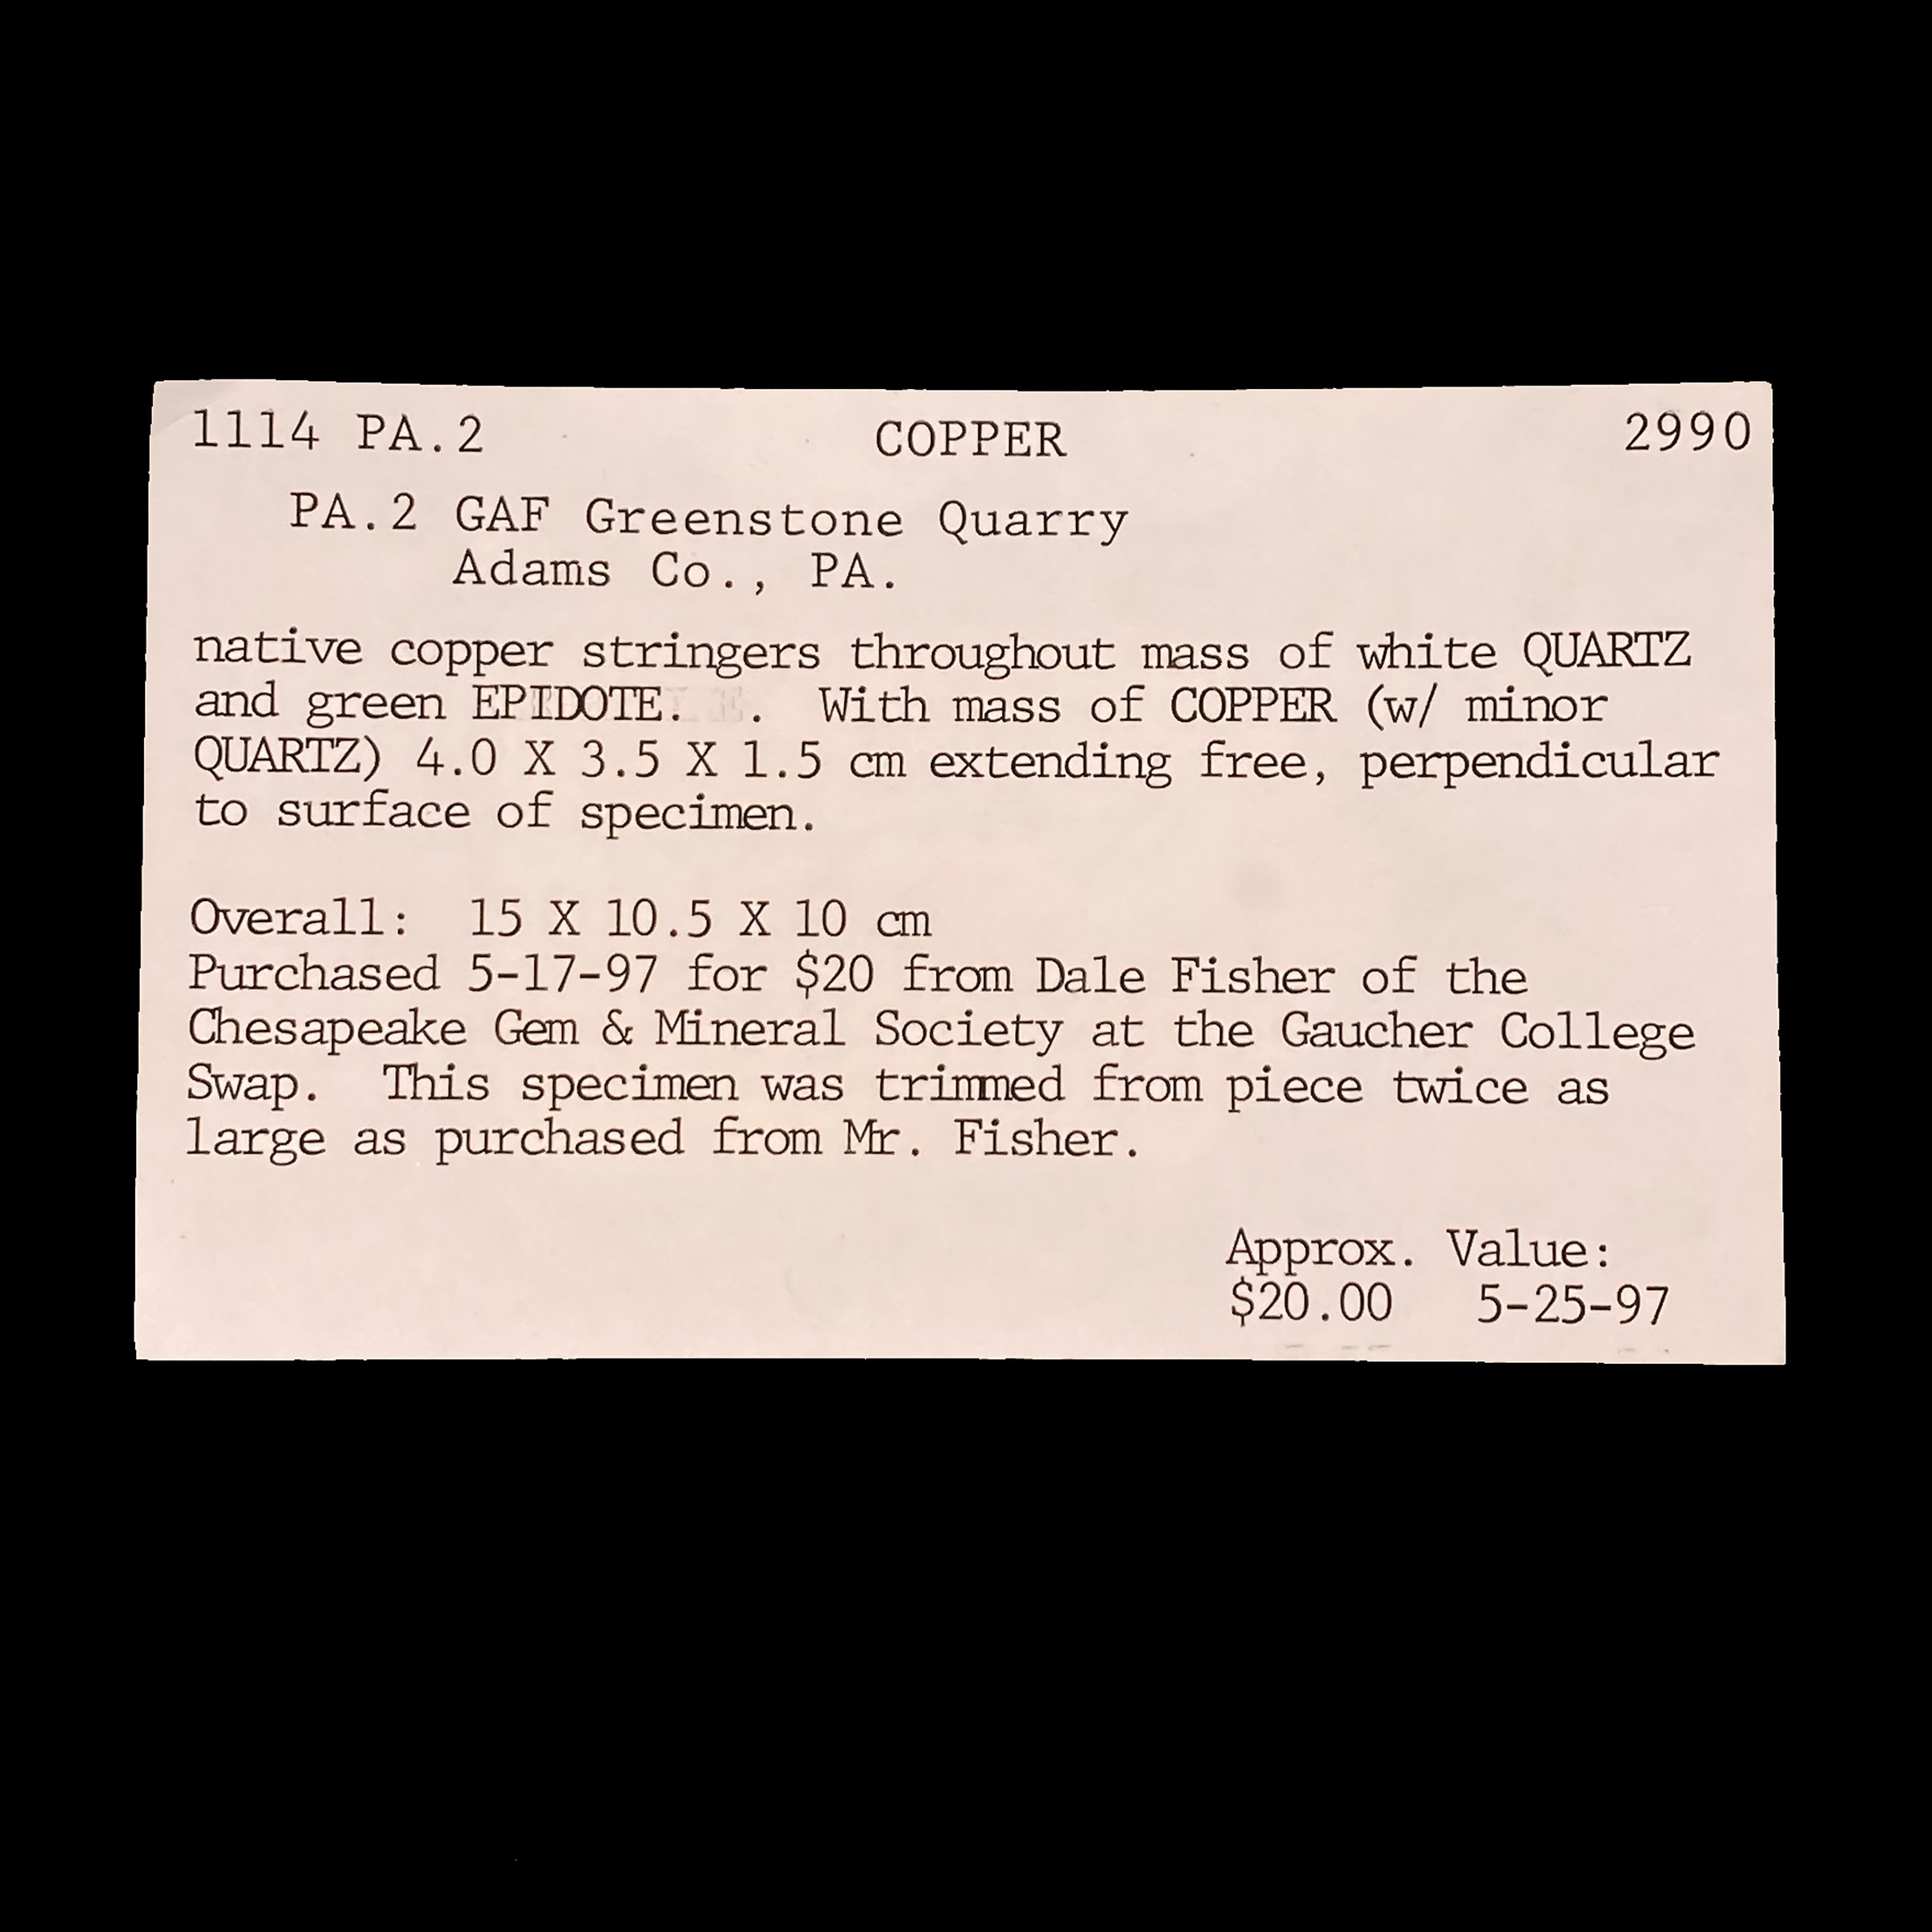 1114 PA.2 COPPER 2990
PA.2 GAF Greenstone Quarry
Adams Co., PA.
native copper stringers throughout mass of white QUARTZ
and green EPIDOTE. . With mass of COPPER (w/ minor
QUARTZ) 4.0 X 3.5 X 1.5 cm extending free, perpendicular
to surface of specimen.
Overall: 15 X 10.5 X 10 cm
Purchased 5-17-97 for $20 from Dale Fisher of the
Chesapeake Gem & Mineral Society at the Gaucher College
Swap. This specimen was trimmed from piece twice as
large as purchased from Mr. Fisher.
Approx. Value:
$20.00 5-25-97